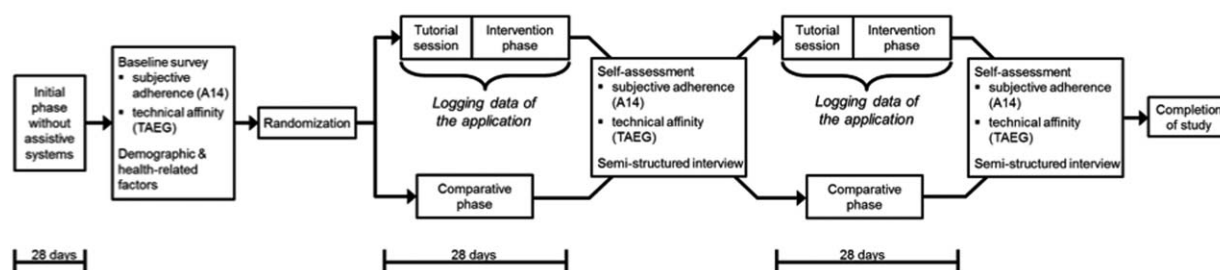 Initial
phase
without
assistive
systems
Baseline survey
▪ subjective
adherence (A14)
▪ technical affinity
(TAEG)
Demographic &
health-related
factors
Randomization
Tutorial
session
Intervention
phase
Logging data of
the application
Comparative
phase
Self-assessment
▪ subjective adherence
(A14)
▪ technical affinity
(TAEG)
Semi-structured interview
Tutorial
session
Intervention
phase
Logging data of
the application
Comparative
phase
Self-assessment
▪ subjective adherence
(A14)
▪ technical affinity
(TAEG)
Semi-structured interview
Completion
of study
28 days
28 days
28 days